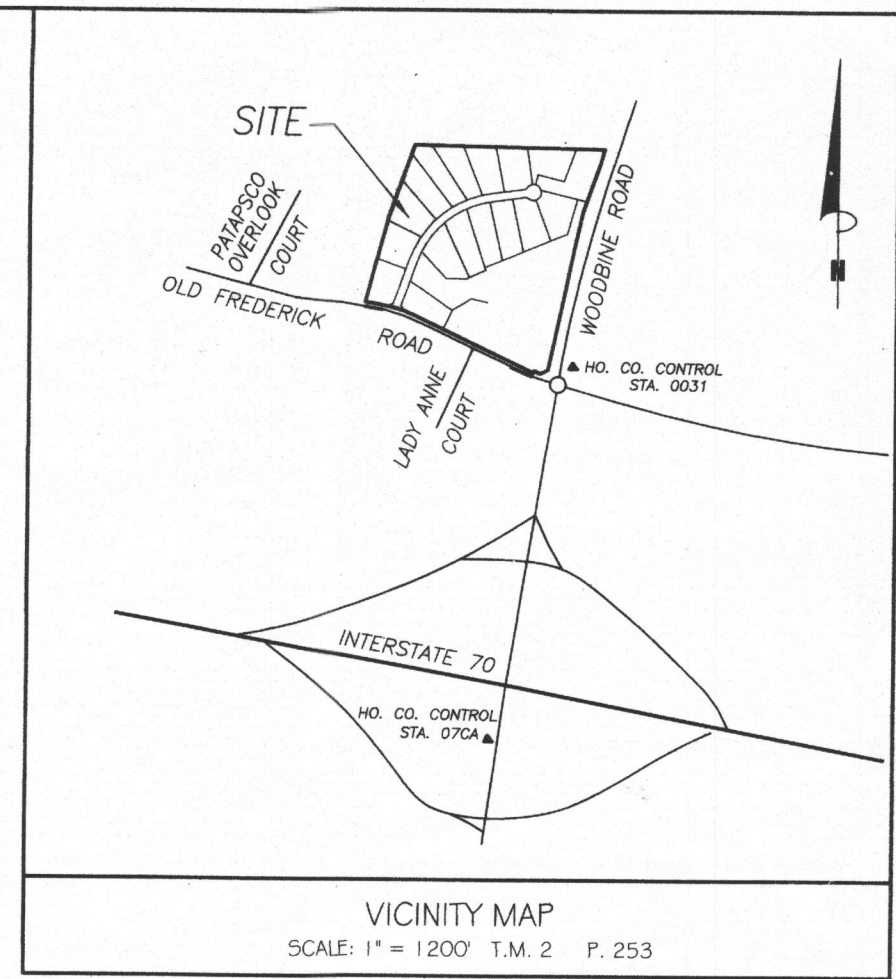 SITE
PATAPSCO
OVERLOOK
COURT
OLD FREDERICK
ROAD
WOODBINE ROAD
N
HO. CO. CONTROL
STA. 0031
LADY ANNE
COURT
INTERSTATE 70
HO. CO. CONTROL
STA. 07CA
VICINITY MAP
SCALE: 1" = 1200' T.M. 2 P. 253